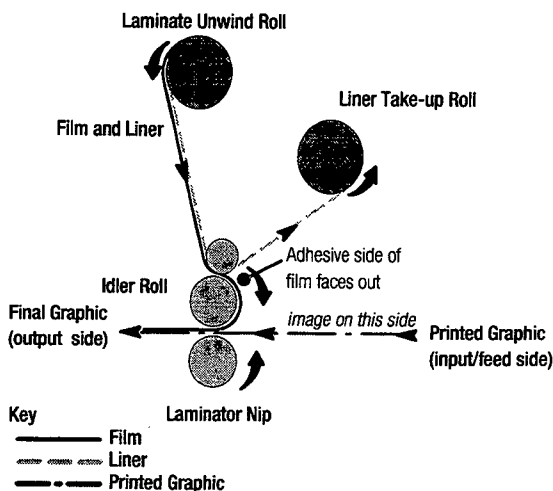 Laminate Unwind Roll
Liner Take-up Roll
Film and Liner
Adhesive side of
film faces out
Idler Roll
Final Graphic
(output side)
image on this side
Printed Graphic
(input/feed side)
Laminator Nip
Key
Film
Liner
Printed Graphic